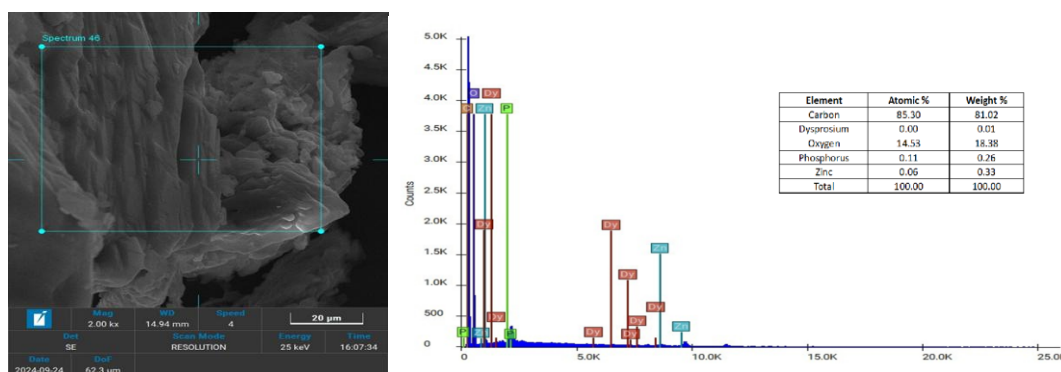 Spectrum 46
Mag WD Speed
2.00 kx 14.94 mm 4 20 µm
Det Scan Mode Energy Time
SE RESOLUTION 25 keV 16:07:34
Date DoF
2024-09-24 62.3 µm
Counts
5.0K
4.5K
4.0K
3.5K
3.0K
2.5K
2.0K
1.5K
1.0K
500
0
0 5.0K 10.0K 15.0K 20.0K 25.0
O Dy
C Zn P
Dy Dy
Zn
Dy
Dy Dy
Dy
P Zn Dy Dy Zn
P
Element Atomic % Weight %
Carbon 85.30 81.02
Dysprosium 0.00 0.01
Oxygen 14.53 18.38
Phosphorus 0.11 0.26
Zinc 0.06 0.33
Total 100.00 100.00